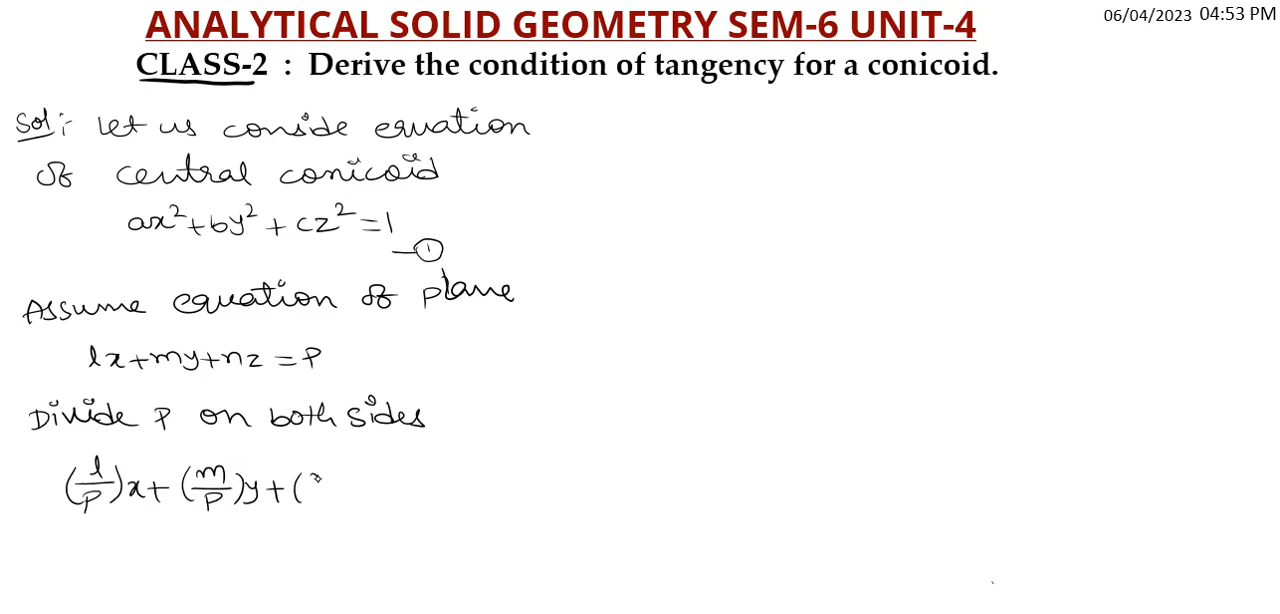 ANALYTICAL SOLID GEOMETRY SEM-6 UNIT-4
06/04/2023 04:53 PM
CLASS-2 : Derive the condition of tangency for a conicoid.
Sol:- Let us conside equation
of central conicoid
ax²+by²+cz²=1
—①
Assume equation of plane
lx+my+nz=P
Divide P on both sides
(l/P)x+(m/P)y+(